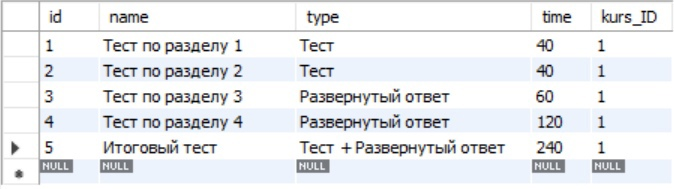 id name type time kurs_ID
1 Тест по разделу 1 Тест 40 1
2 Тест по разделу 2 Тест 40 1
3 Тест по разделу 3 Развернутый ответ 60 1
4 Тест по разделу 4 Развернутый ответ 120 1
5 Итоговый тест Тест + Развернутый ответ 240 1
NULL NULL NULL NULL NULL